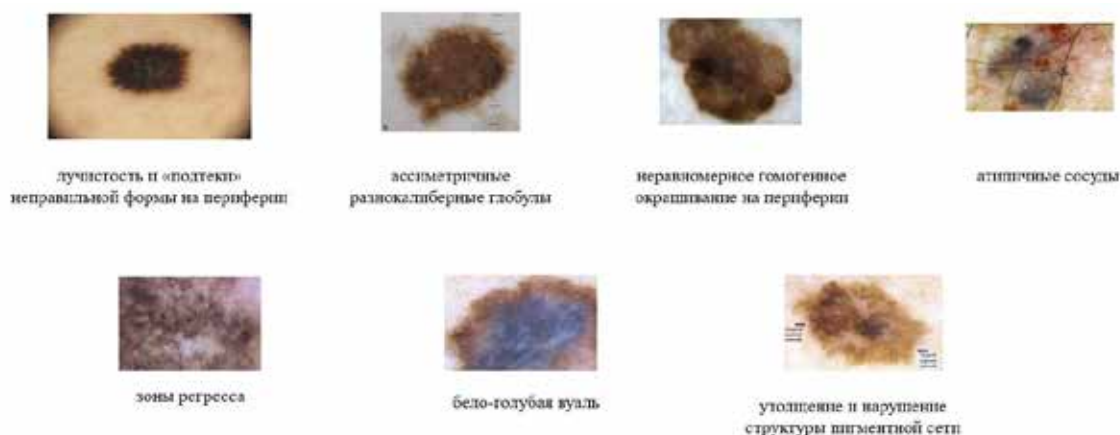 лучистость и «подтеки»
неправильной формы на периферии
ассиметричные
разнокалиберные глобулы
неравномерное гомогенное
окрашивание на периферии
атипичные сосуды
зоны регресса
бело-голубая вуаль
утолщение и нарушение
структуры пигментной сети